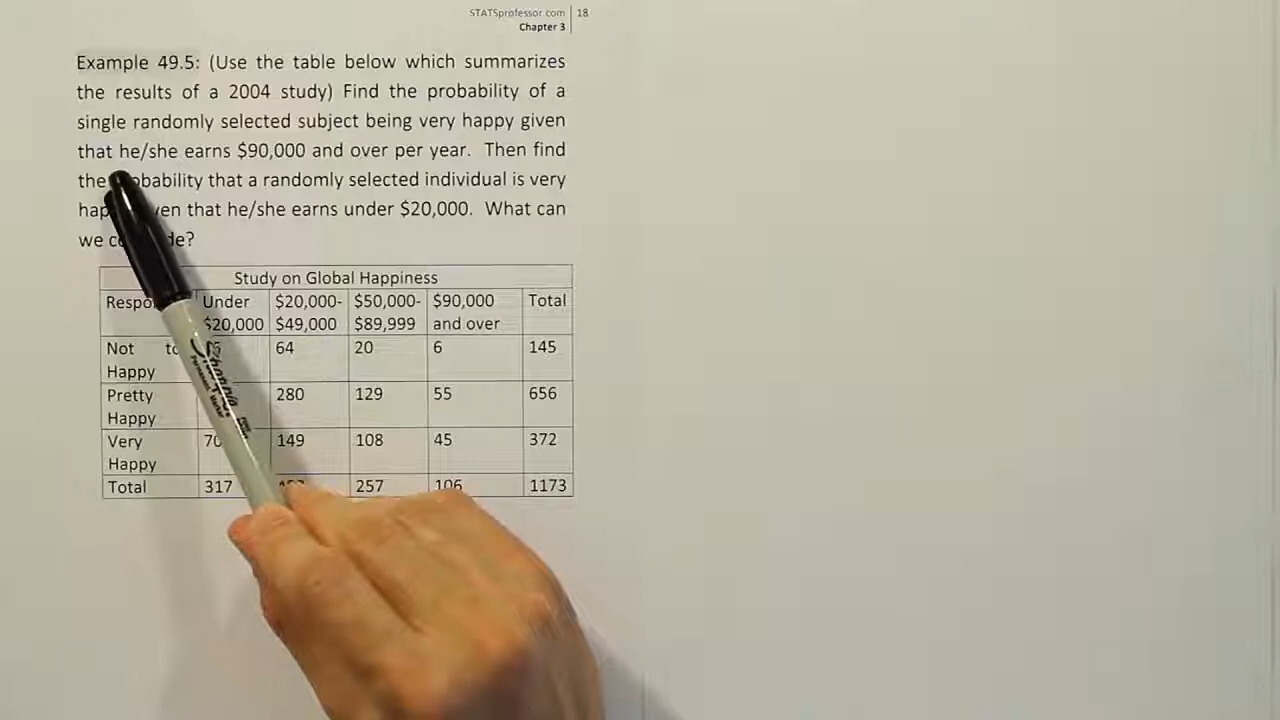 STATSprofessor.com 18
Chapter 3
Example 49.5: (Use the table below which summarizes
the results of a 2004 study) Find the probability of a
single randomly selected subject being very happy given
that he/she earns $90,000 and over per year. Then find
the that a randomly selected individual is very
that he/she earns under $20,000. What can
we
Study on Global Happiness
Under $20,000- $50,000- $90,000 Total
$20,000 $49,000 $89,999 and over
Not 64 20 6 145
Happy
Pretty 280 129 55 656
Happy
Very 149 108 45 372
Happy
Total 317 257 106 1173
Sharpie